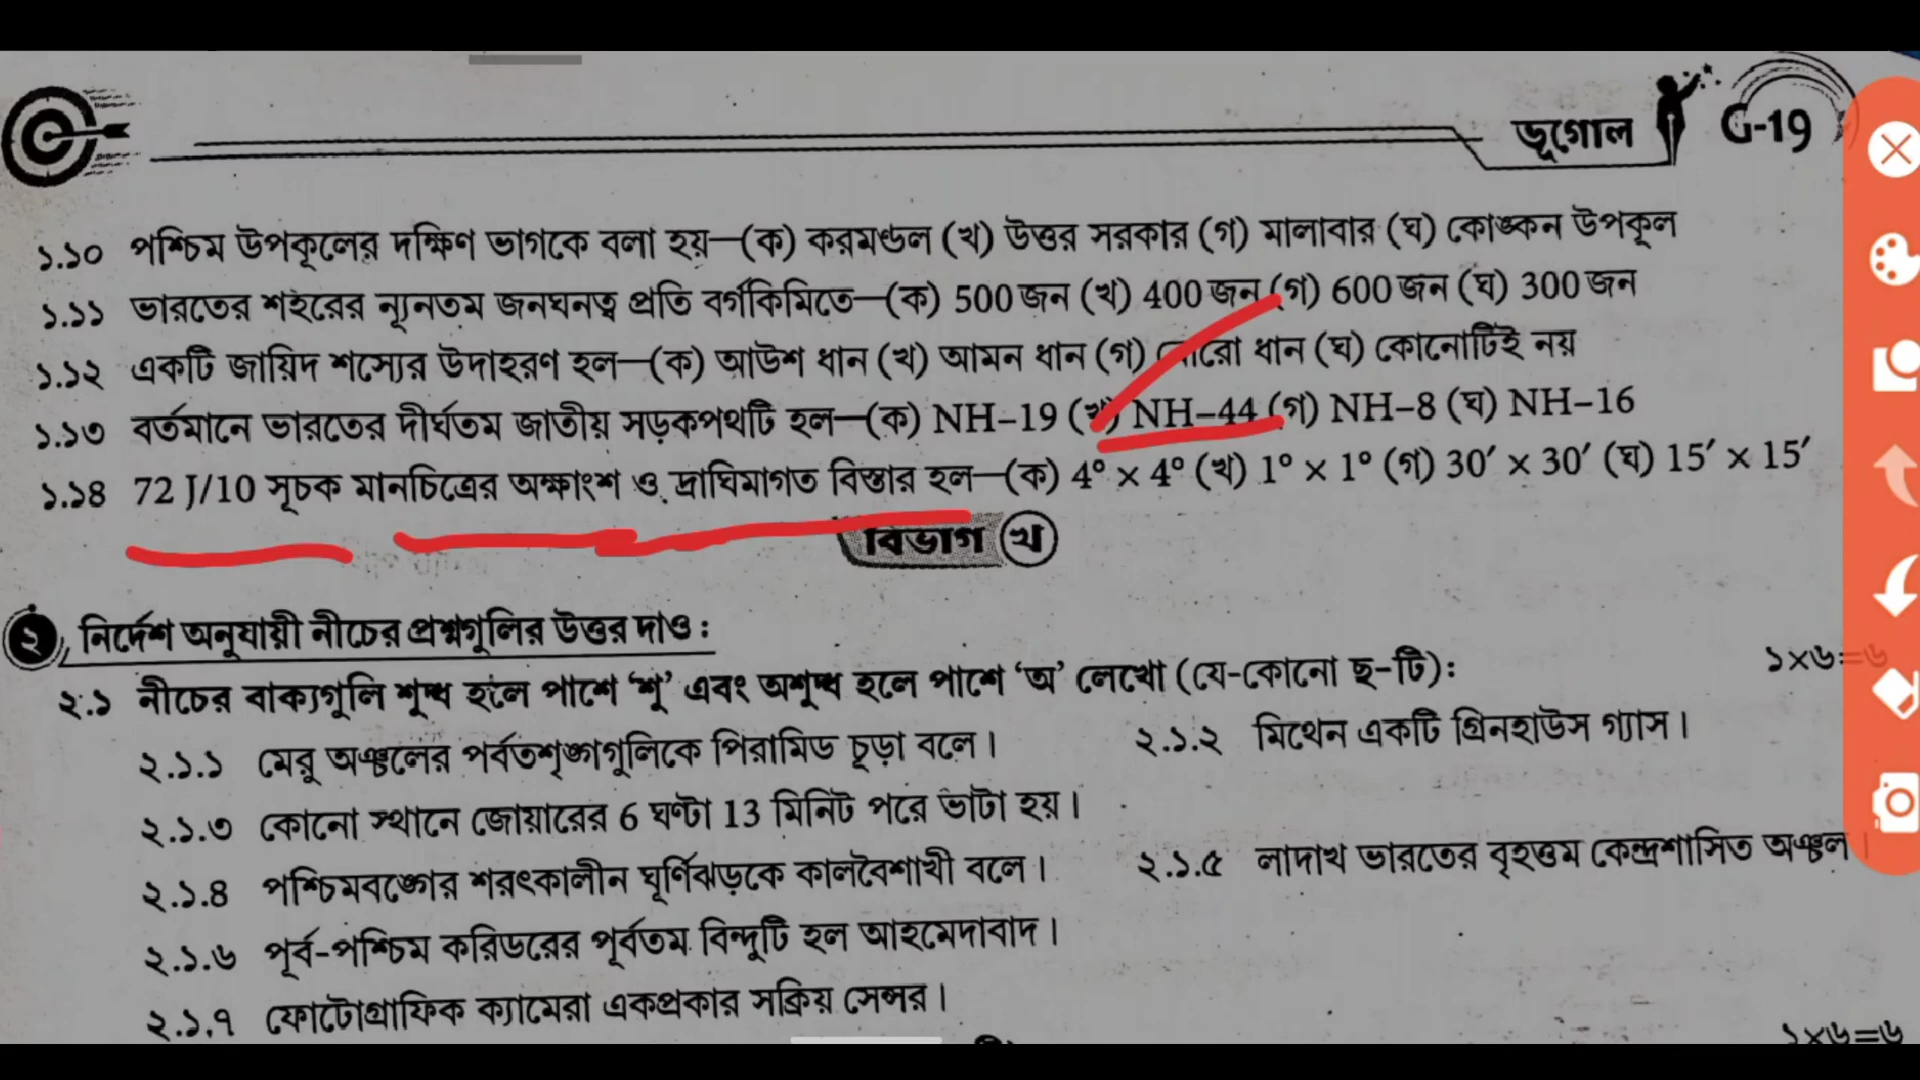 ভূগোল G-19
১.১০ পশ্চিম উপকূলের দক্ষিণ ভাগকে বলা হয়—(ক) করমণ্ডল (খ) উত্তর সরকার (গ) মালাবার (ঘ) কোঙ্কন উপকূল
১.১১ ভারতের শহরের ন্যূনতম জনঘনত্ব প্রতি বর্গকিমিতে—(ক) 500 জন (খ) 400 জন (গ) 600 জন (ঘ) 300 জন
১.১২ একটি জায়িদ শস্যের উদাহরণ হল—(ক) আউশ ধান (খ) আমন ধান (গ) বোরো ধান (ঘ) কোনোটিই নয়
১.১৩ বর্তমানে ভারতের দীর্ঘতম জাতীয় সড়কপথটি হল—(ক) NH-19 (খ) NH-44 (গ) NH-8 (ঘ) NH-16
১.১৪ 72 J/10 সূচক মানচিত্রের অক্ষাংশ ও দ্রাঘিমাগত বিস্তার হল—(ক) 4° × 4° (খ) 1° × 1° (গ) 30′ × 30′ (ঘ) 15′ × 15′
বিভাগ খ
২ নির্দেশ অনুযায়ী নীচের প্রশ্নগুলির উত্তর দাও :
২.১ নীচের বাক্যগুলি শুদ্ধ হলে পাশে ‘শু’ এবং অশুদ্ধ হলে পাশে ‘অ’ লেখো (যে-কোনো ছ-টি) : ১×৬=৬
২.১.১ মেরু অঞ্চলের পর্বতশৃঙ্গগুলিকে পিরামিড চূড়া বলে। ২.১.২ মিথেন একটি গ্রিনহাউস গ্যাস।
২.১.৩ কোনো স্থানে জোয়ারের 6 ঘণ্টা 13 মিনিট পরে ভাটা হয়।
২.১.৪ পশ্চিমবঙ্গের শরৎকালীন ঘূর্ণিঝড়কে কালবৈশাখী বলে। ২.১.৫ লাদাখ ভারতের বৃহত্তম কেন্দ্রশাসিত অঞ্চল।
২.১.৬ পূর্ব-পশ্চিম করিডরের পূর্বতম বিন্দুটি হল আহমেদাবাদ।
২.১.৭ ফোটোগ্রাফিক ক্যামেরা একপ্রকার সক্রিয় সেন্সর।
১×৬=৬